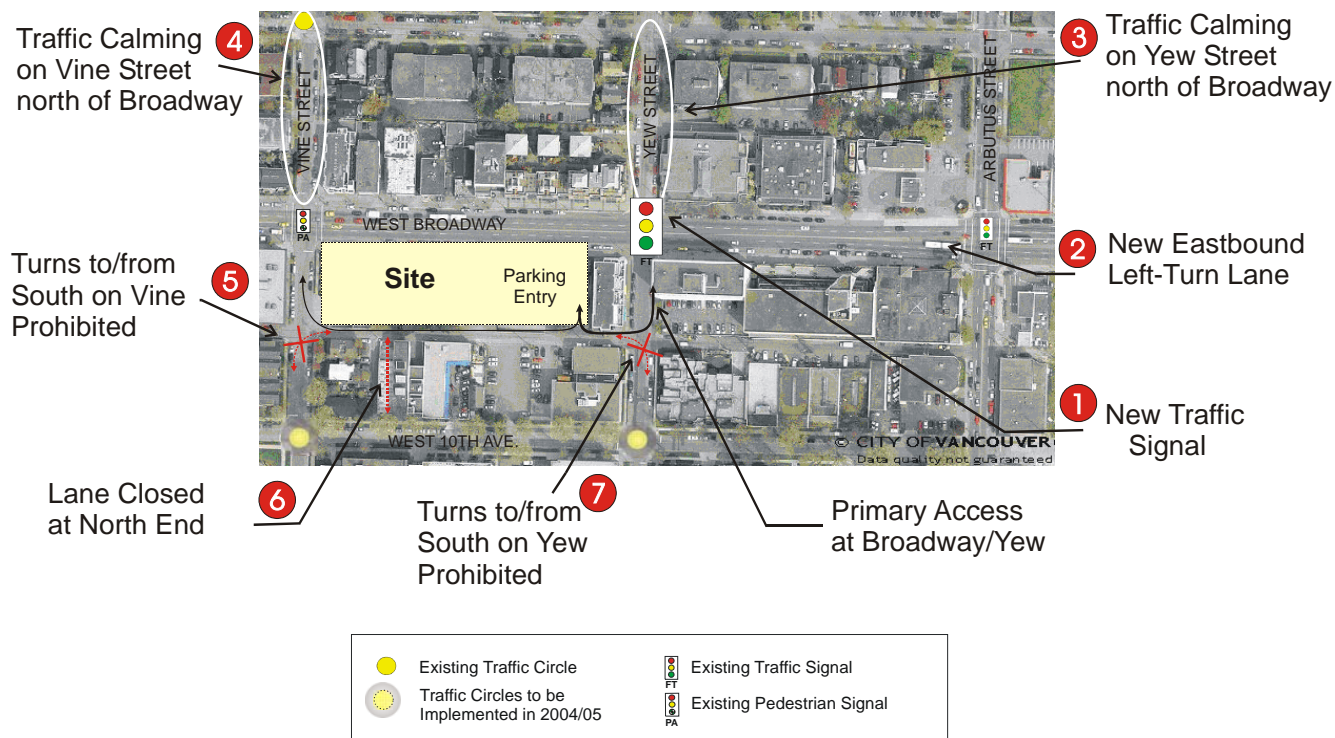 Traffic Calming
on Vine Street
north of Broadway
4
3
Traffic Calming
on Yew Street
north of Broadway
VINE STREET
YEW STREET
ARBUTUS STREET
PA
WEST BROADWAY
FT
FT
2
New Eastbound
Left-Turn Lane
Turns to/from
South on Vine
Prohibited
5
Site
Parking
Entry
1
New Traffic
Signal
WEST 10TH AVE.
© CITY OF VANCOUVER
Data quality not guaranteed
Lane Closed
at North End
6
7
Turns to/from
South on Yew
Prohibited
Primary Access
at Broadway/Yew
Existing Traffic Circle
Traffic Circles to be
Implemented in 2004/05
FT
Existing Traffic Signal
PA
Existing Pedestrian Signal